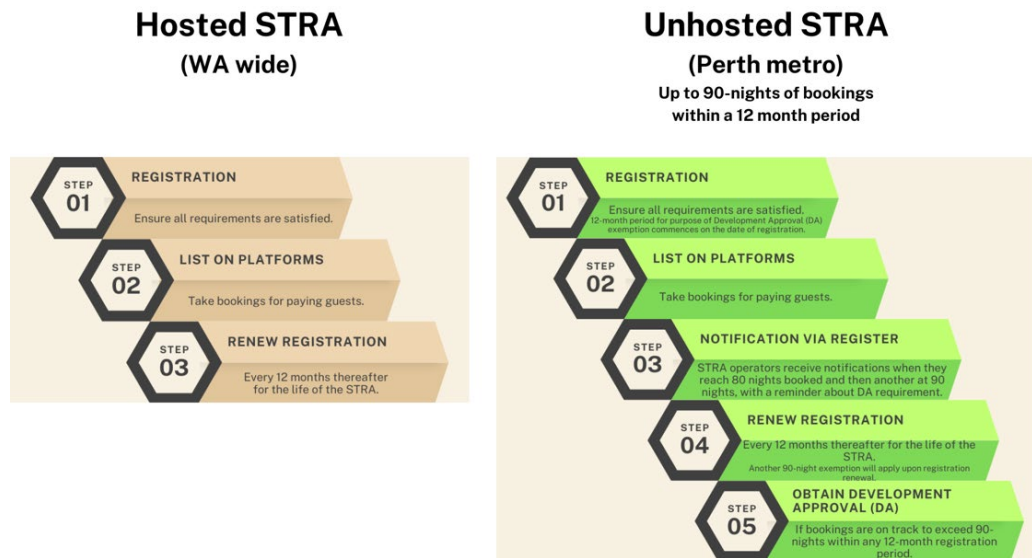 Hosted STRA
(WA wide)
STEP
01
REGISTRATION
Ensure all requirements are satisfied.
STEP
02
LIST ON PLATFORMS
Take bookings for paying guests.
STEP
03
RENEW REGISTRATION
Every 12 months thereafter
for the life of the STRA.
Unhosted STRA
(Perth metro)
Up to 90-nights of bookings
within a 12 month period
STEP
01
REGISTRATION
Ensure all requirements are satisfied.
12-month period for purpose of Development Approval (DA)
exemption commences on the date of registration.
STEP
02
LIST ON PLATFORMS
Take bookings for paying guests.
STEP
03
NOTIFICATION VIA REGISTER
STRA operators receive notifications when they
reach 80 nights booked and then another at 90
nights, with a reminder about DA requirement.
STEP
04
RENEW REGISTRATION
Every 12 months thereafter for the life of the
STRA.
Another 90-night exemption will apply upon registration
renewal.
STEP
05
OBTAIN DEVELOPMENT
APPROVAL (DA)
If bookings are on track to exceed 90-
nights within any 12-month registration
period.